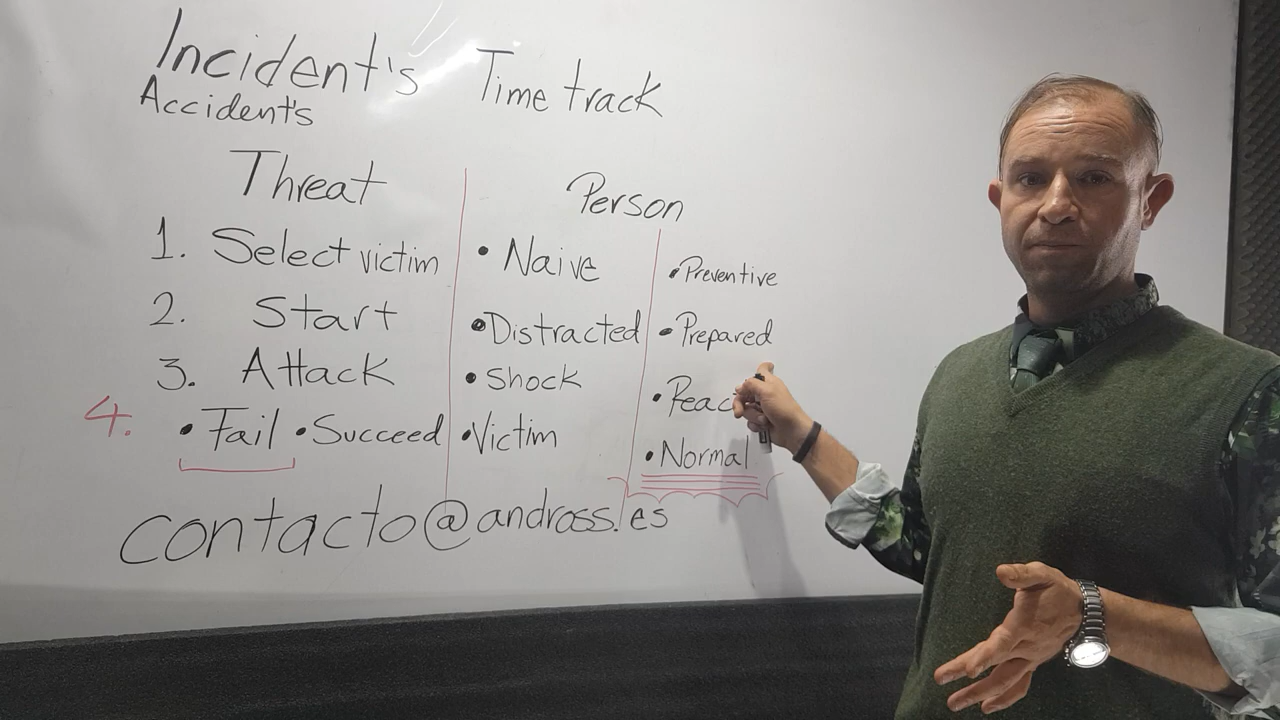 Incident's Time track
Accident's
Threat Person
1. Select victim • Naive • Preventive
2. Start • Distracted • Prepared
3. Attack • Shock
4. • Fail • Succeed • Victim • Normal
contacto@andross.es